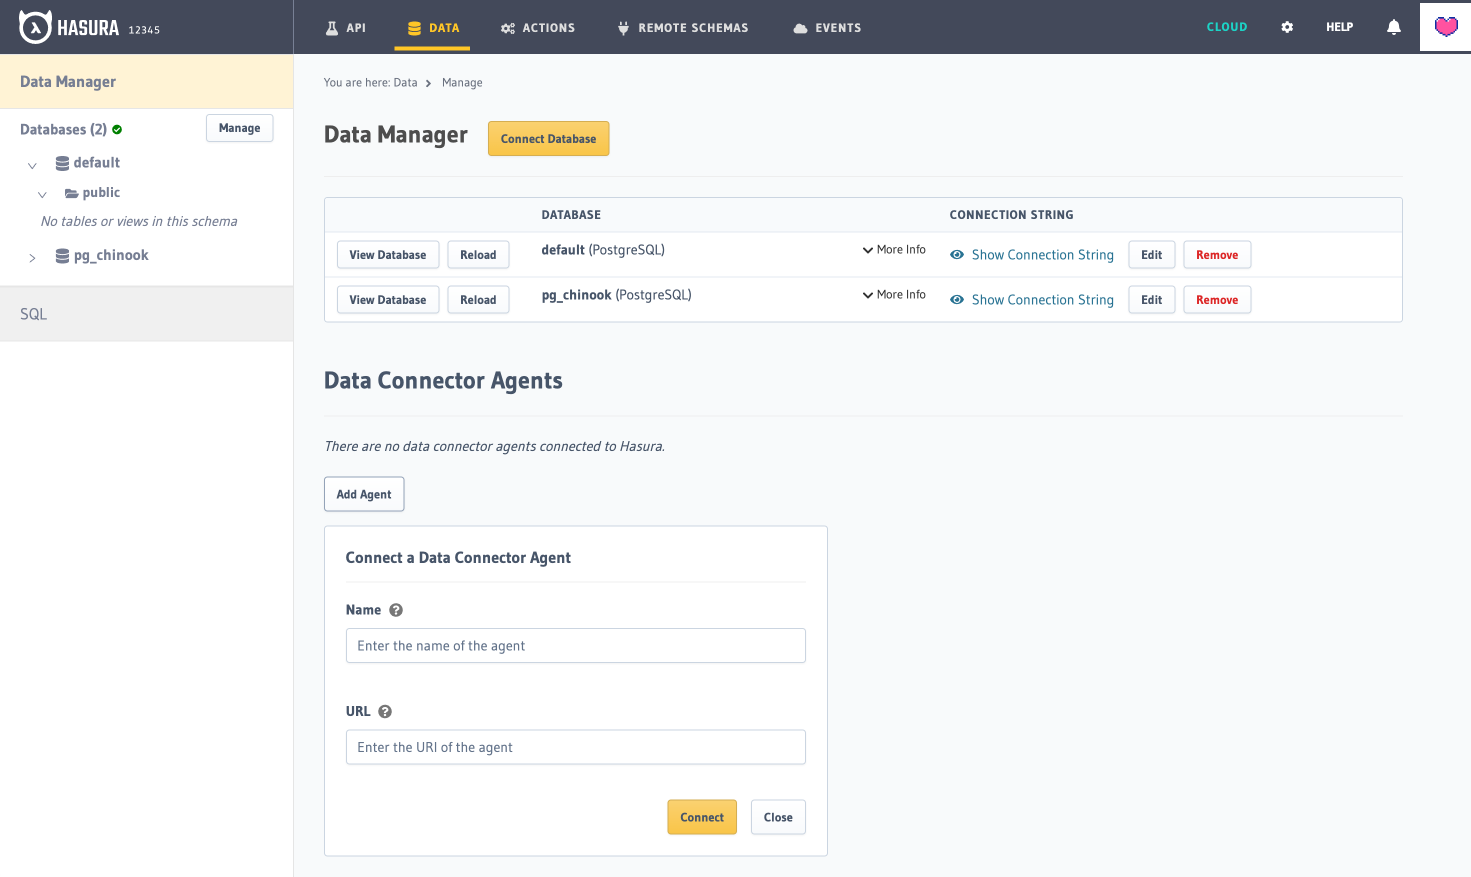 HASURA 12345
API
DATA
ACTIONS
REMOTE SCHEMAS
EVENTS
CLOUD
HELP
Data Manager
Databases (2)
Manage
default
public
No tables or views in this schema
pg_chinook
SQL
You are here: Data > Manage
Data Manager
Connect Database
DATABASE
CONNECTION STRING
View Database Reload default (PostgreSQL) More Info Show Connection String Edit Remove
View Database Reload pg_chinook (PostgreSQL) More Info Show Connection String Edit Remove
Data Connector Agents
There are no data connector agents connected to Hasura.
Add Agent
Connect a Data Connector Agent
Name ?
Enter the name of the agent
URL ?
Enter the URI of the agent
Connect
Close